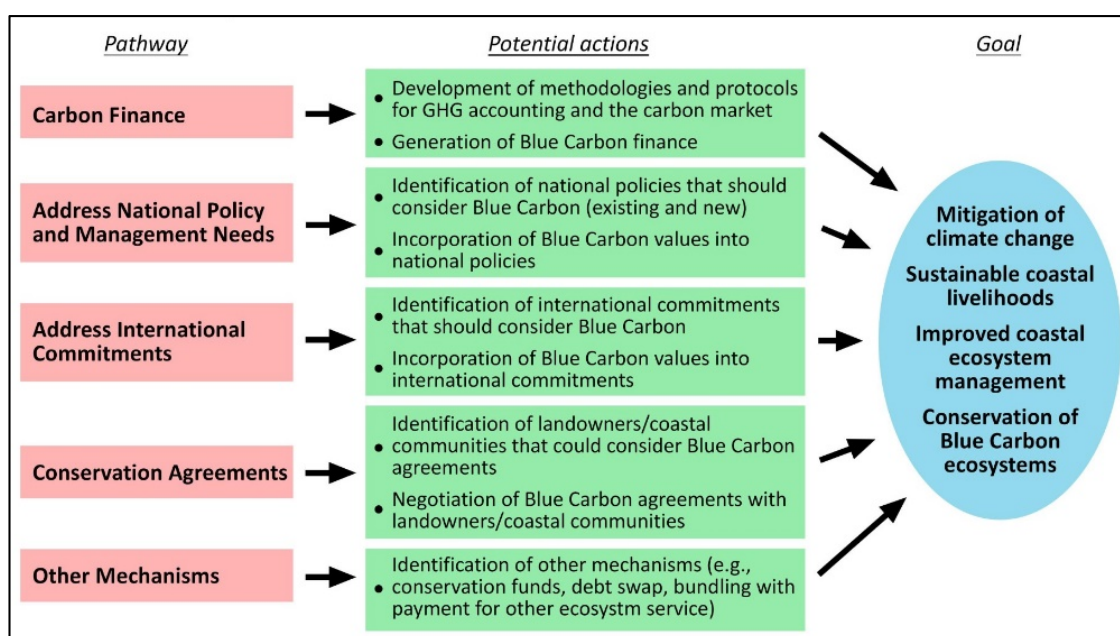 Pathway
Potential actions
Goal
Carbon Finance
• Development of methodologies and protocols
for GHG accounting and the carbon market
• Generation of Blue Carbon finance
Address National Policy
and Management Needs
• Identification of national policies that should
consider Blue Carbon (existing and new)
• Incorporation of Blue Carbon values into
national policies
Address International
Commitments
• Identification of international commitments
that should consider Blue Carbon
• Incorporation of Blue Carbon values into
international commitments
Conservation Agreements
Identification of landowners/coastal
• communities that could consider Blue Carbon
agreements
• Negotiation of Blue Carbon agreements with
landowners/coastal communities
Other Mechanisms
Identification of other mechanisms (e.g.,
• conservation funds, debt swap, bundling with
payment for other ecosystm service)
Mitigation of
climate change
Sustainable coastal
livelihoods
Improved coastal
ecosystem
management
Conservation of
Blue Carbon
ecosystems